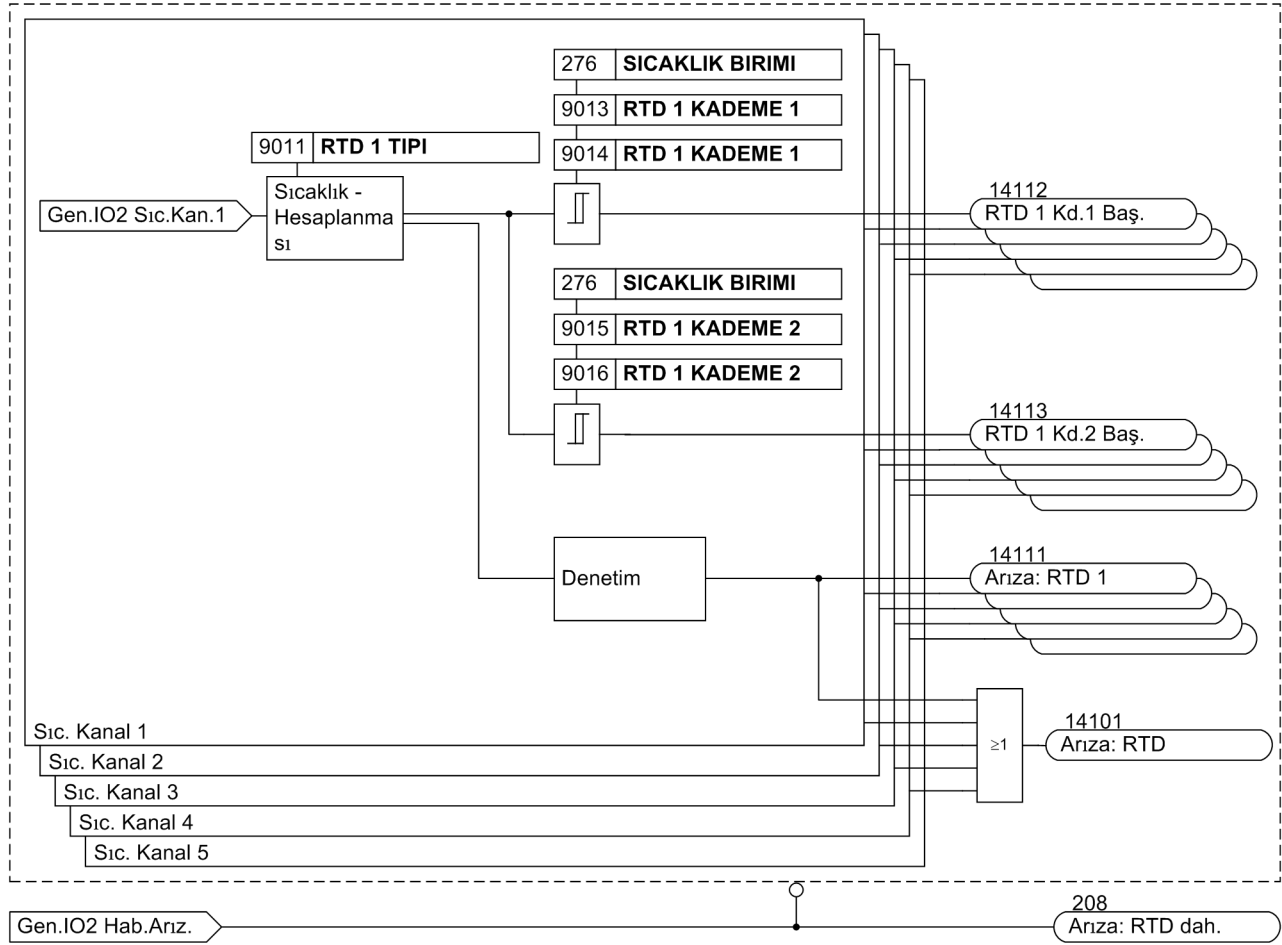 276 SICAKLIK BIRIMI
9013 RTD 1 KADEME 1
9011 RTD 1 TIPI
9014 RTD 1 KADEME 1
Gen.IO2 Sıc.Kan.1
Sıcaklık -
Hesaplanma
sı
14112
RTD 1 Kd.1 Baş.
276 SICAKLIK BIRIMI
9015 RTD 1 KADEME 2
9016 RTD 1 KADEME 2
14113
RTD 1 Kd.2 Baş.
Denetim
14111
Arıza: RTD 1
≥1
14101
Arıza: RTD
Sıc. Kanal 1
Sıc. Kanal 2
Sıc. Kanal 3
Sıc. Kanal 4
Sıc. Kanal 5
Gen.IO2 Hab.Arız.
208
Arıza: RTD dah.